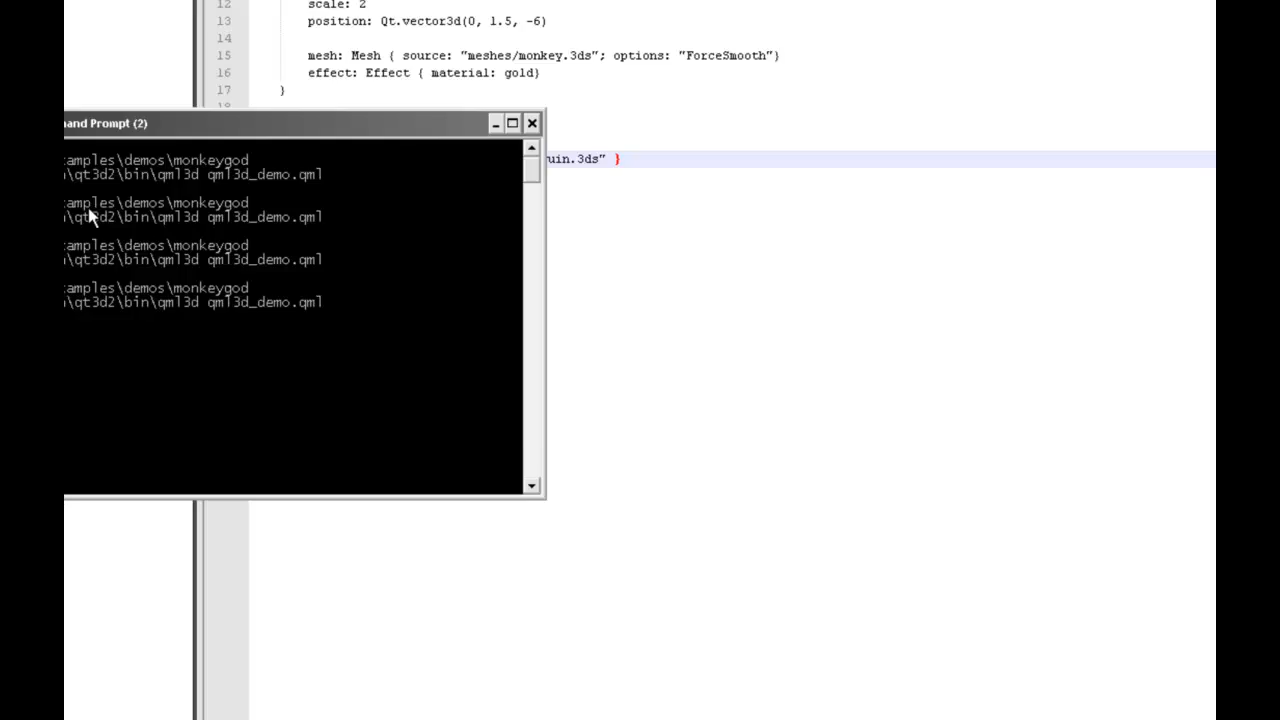 12 scale: 2
13 position: Qt.vector3d(0, 1.5, -6)
14
15 mesh: Mesh { source: "meshes/monkey.3ds"; options: "ForceSmooth"}
16 effect: Effect { material: gold}
17 }
18
and Prompt (2)
uin.3ds" }
amples\demos\monkeygod
\qt3d2\bin\qml3d qml3d_demo.qml
amples\demos\monkeygod
\qt3d2\bin\qml3d qml3d_demo.qml
amples\demos\monkeygod
\qt3d2\bin\qml3d qml3d_demo.qml
amples\demos\monkeygod
\qt3d2\bin\qml3d qml3d_demo.qml